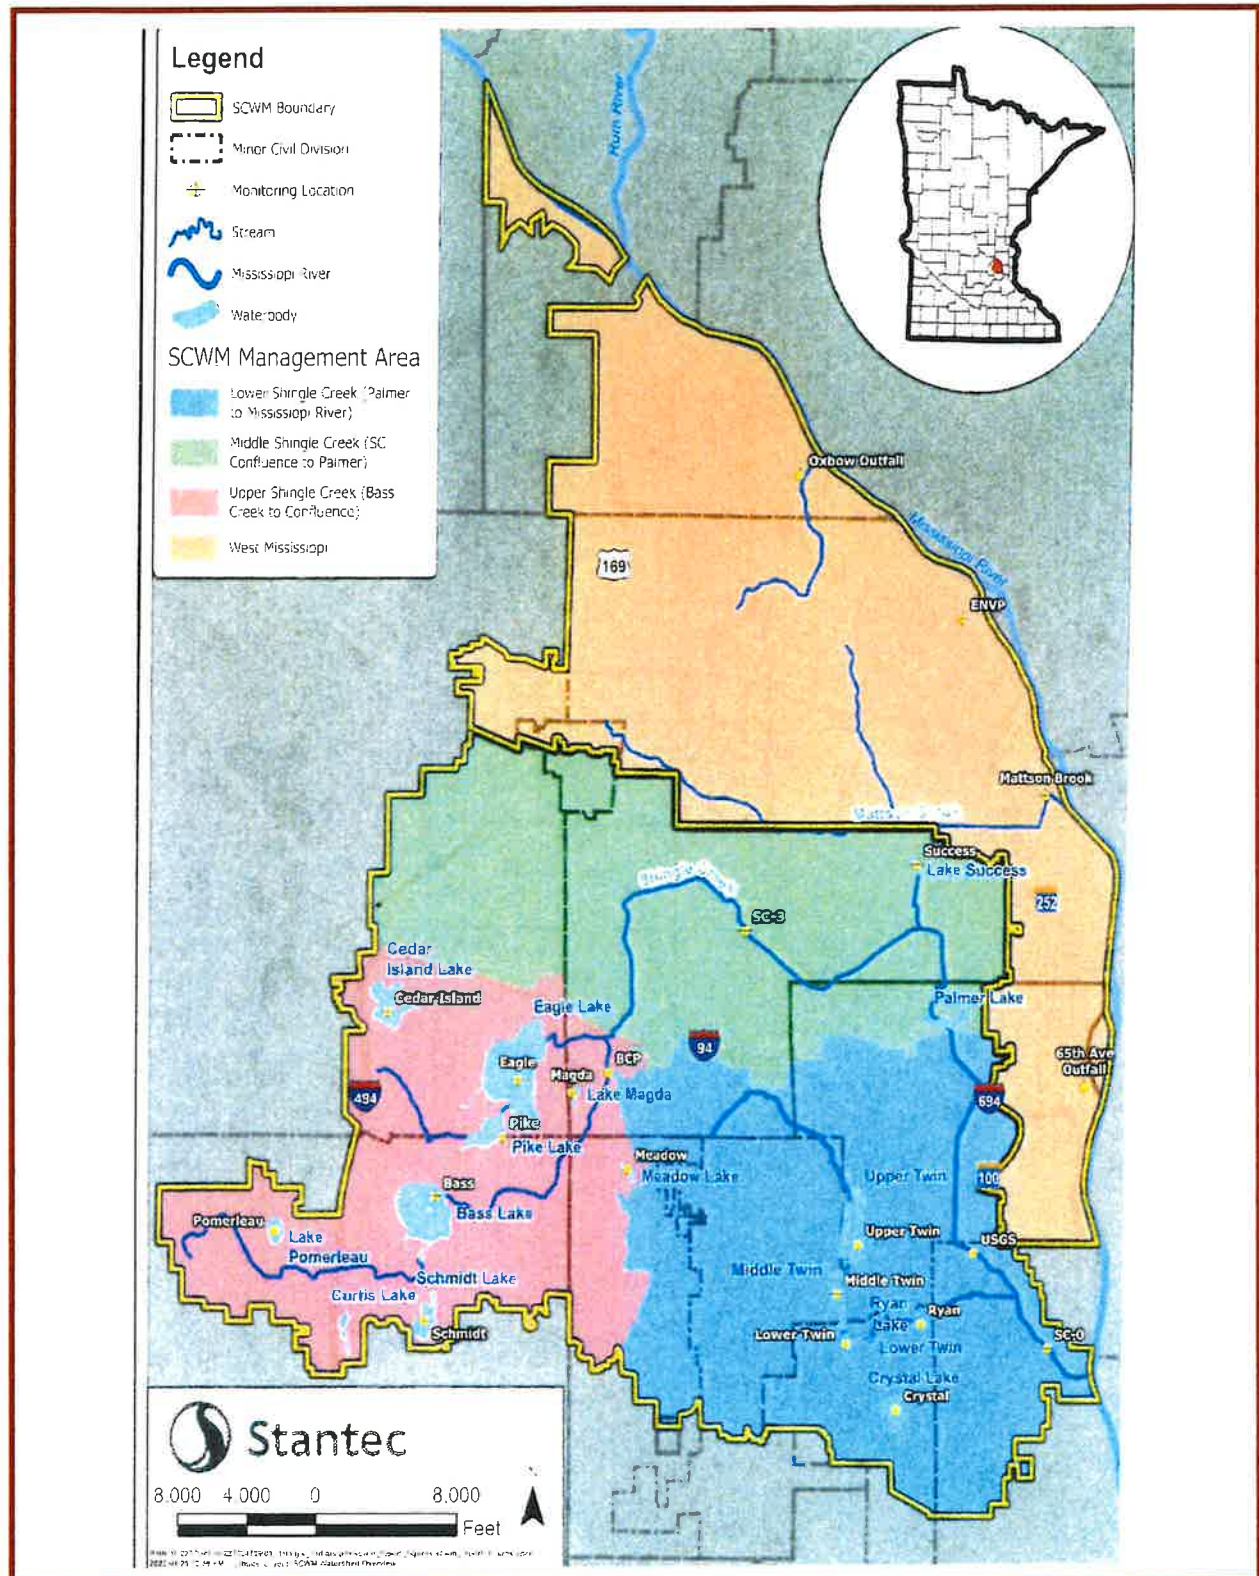 Legend
SCWM Boundary
Minor Civil Division
Monitoring Location
Stream
Mississippi River
Waterbody
SCWM Management Area
Lower Shingle Creek (Palmer
to Mississippi River)
Middle Shingle Creek (SC
Confluence to Palmer)
Upper Shingle Creek (Bass
Creek to Confluence)
West Mississippi
Rum River
Oxbow Outfall
169
Mississippi River
ENVP
Mattson Brook
Mattson
Success
Lake Success
252
SC-3
Cedar
Island Lake
Cedar-Island
Eagle Lake
Palmer Lake
94
BCP
Eagle
Magda
Lake Magda
65th Ave
Outfall
494
694
Pike
Pike Lake
Meadow
Meadow Lake
Upper Twin
100
Bass
Bass Lake
Pomerleau
Lake
Pomerleau
Upper Twin
USGS
Schmidt Lake
Middle Twin
Middle Twin
Curtis Lake
Ryan
Lake
Ryan
Schmidt
Lower Twin
SC-0
Lower Twin
Crystal Lake
Crystal
Stantec
8,000 4,000 0 8,000
Feet
N